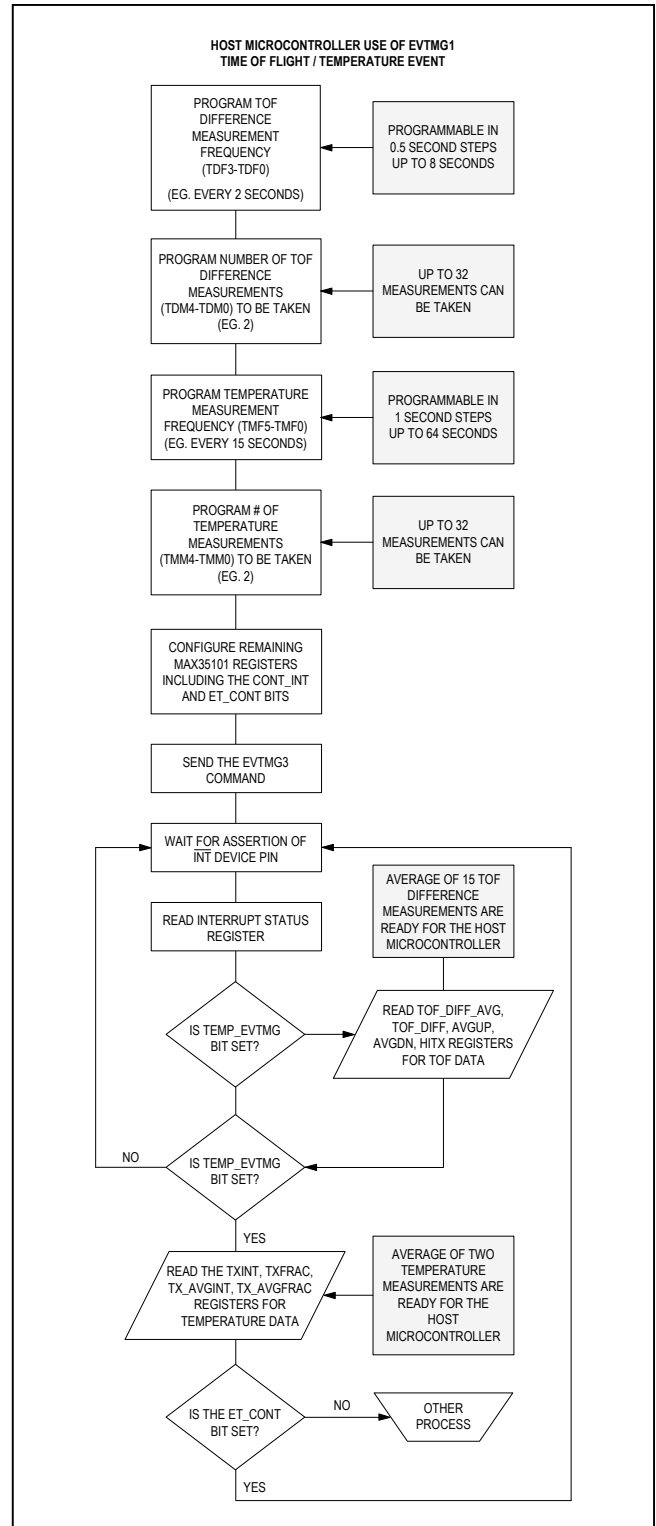 HOST MICROCONTROLLER USE OF EVTMG1
TIME OF FLIGHT / TEMPERATURE EVENT
PROGRAM TOF
DIFFERENCE
MEASUREMENT
FREQUENCY
(TDF3-TDF0)
(EG. EVERY 2 SECONDS)
PROGRAMMABLE IN
0.5 SECOND STEPS
UP TO 8 SECONDS
PROGRAM NUMBER OF TOF
DIFFERENCE
MEASUREMENTS
(TDM4-TDM0) TO BE TAKEN
(EG. 2)
UP TO 32
MEASUREMENTS CAN
BE TAKEN
PROGRAM TEMPERATURE
MEASUREMENT
FREQUENCY (TMF5-TMF0)
(EG. EVERY 15 SECONDS)
PROGRAMMABLE IN
1 SECOND STEPS
UP TO 64 SECONDS
PROGRAM # OF
TEMPERATURE
MEASUREMENTS
(TMM4-TMM0) TO BE TAKEN
(EG. 2)
UP TO 32
MEASUREMENTS CAN
BE TAKEN
CONFIGURE REMAINING
MAX35101 REGISTERS
INCLUDING THE CONT_INT
AND ET_CONT BITS
SEND THE EVTMG3
COMMAND
WAIT FOR ASSERTION OF
INT DEVICE PIN
READ INTERRUPT STATUS
REGISTER
AVERAGE OF 15 TOF
DIFFERENCE
MEASUREMENTS ARE
READY FOR THE HOST
MICROCONTROLLER
IS TEMP_EVTMG
BIT SET?
READ TOF_DIFF_AVG,
TOF_DIFF, AVGUP,
AVGDN, HITX REGISTERS
FOR TOF DATA
NO
IS TEMP_EVTMG
BIT SET?
YES
READ THE TXINT, TXFRAC,
TX_AVGINT, TX_AVGFRAC
REGISTERS FOR
TEMPERATURE DATA
AVERAGE OF TWO
TEMPERATURE
MEASUREMENTS ARE
READY FOR THE
HOST
MICROCONTROLLER
IS THE ET_CONT
BIT SET?
NO
OTHER
PROCESS
YES